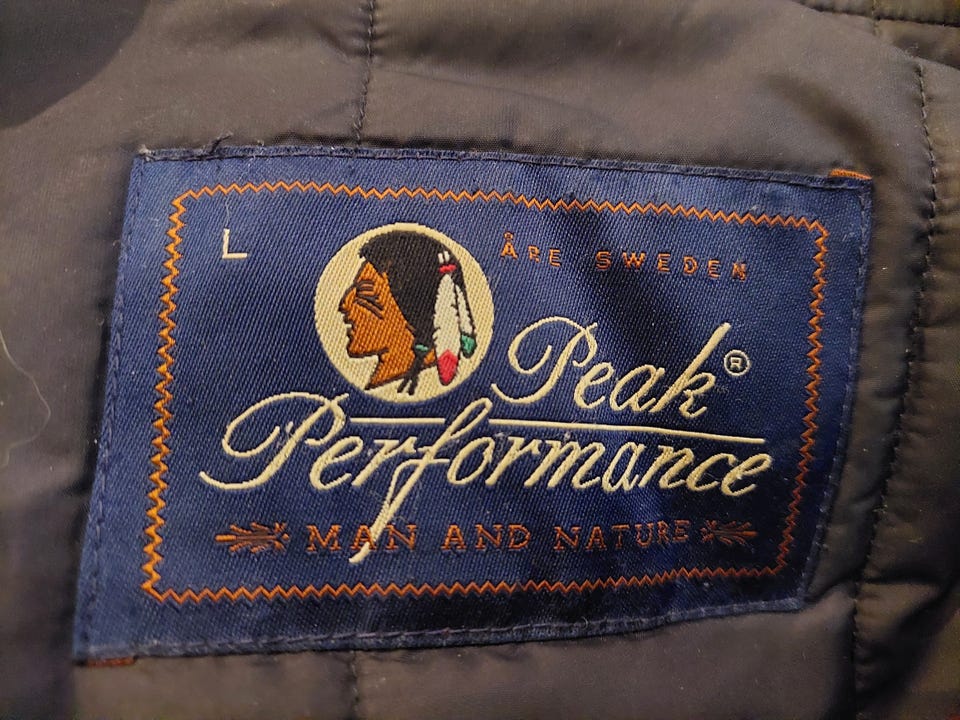 L
ÅRE SWEDEN
Peak®
Performance
MAN AND NATURE